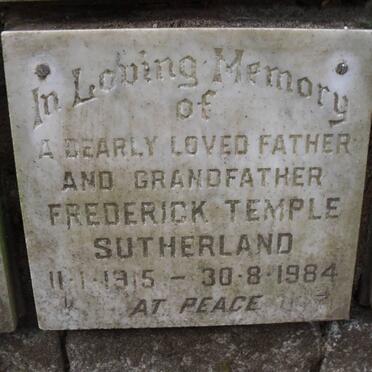 In Loving Memory
of
A DEARLY LOVED FATHER
AND GRANDFATHER
FREDERICK TEMPLE
SUTHERLAND
11·1·1915 – 30·8·1984
AT PEACE